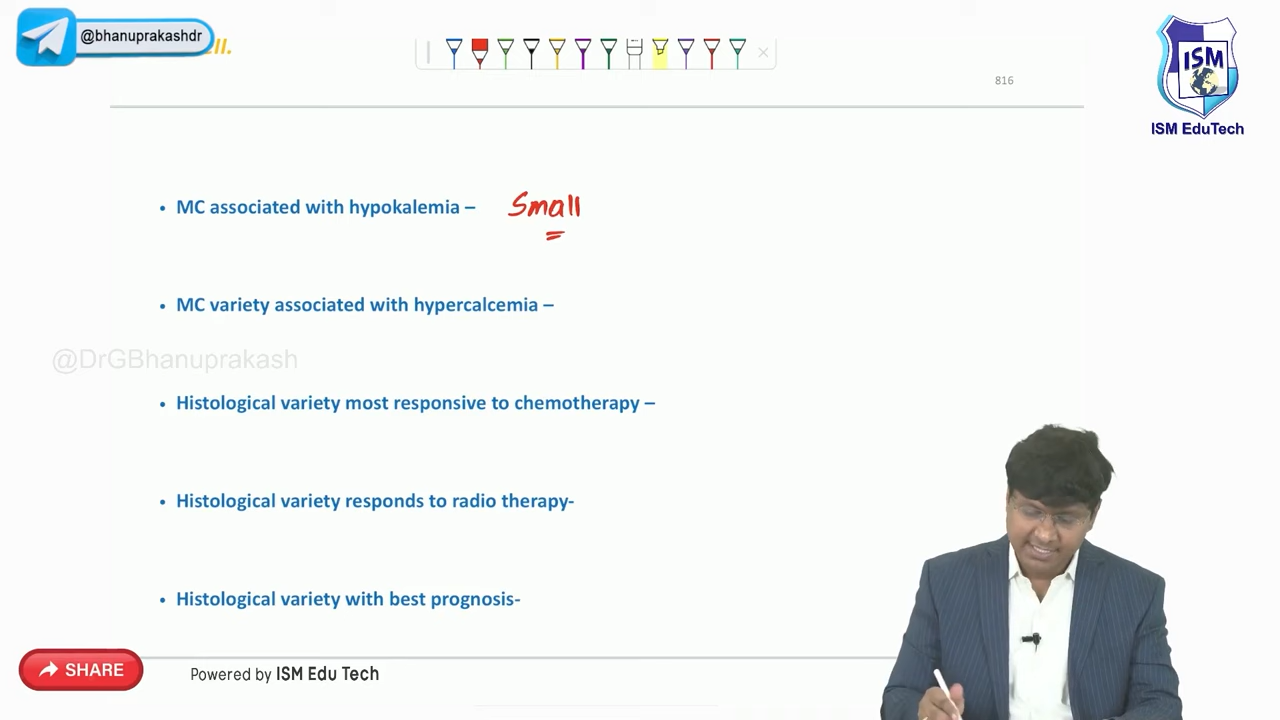 @bhanuprakashdr
ll.
816
ISM
ISM EduTech
• MC associated with hypokalemia – Small
• MC variety associated with hypercalcemia –
@DrGBhanuprakash
• Histological variety most responsive to chemotherapy –
• Histological variety responds to radio therapy-
• Histological variety with best prognosis-
SHARE
Powered by ISM Edu Tech